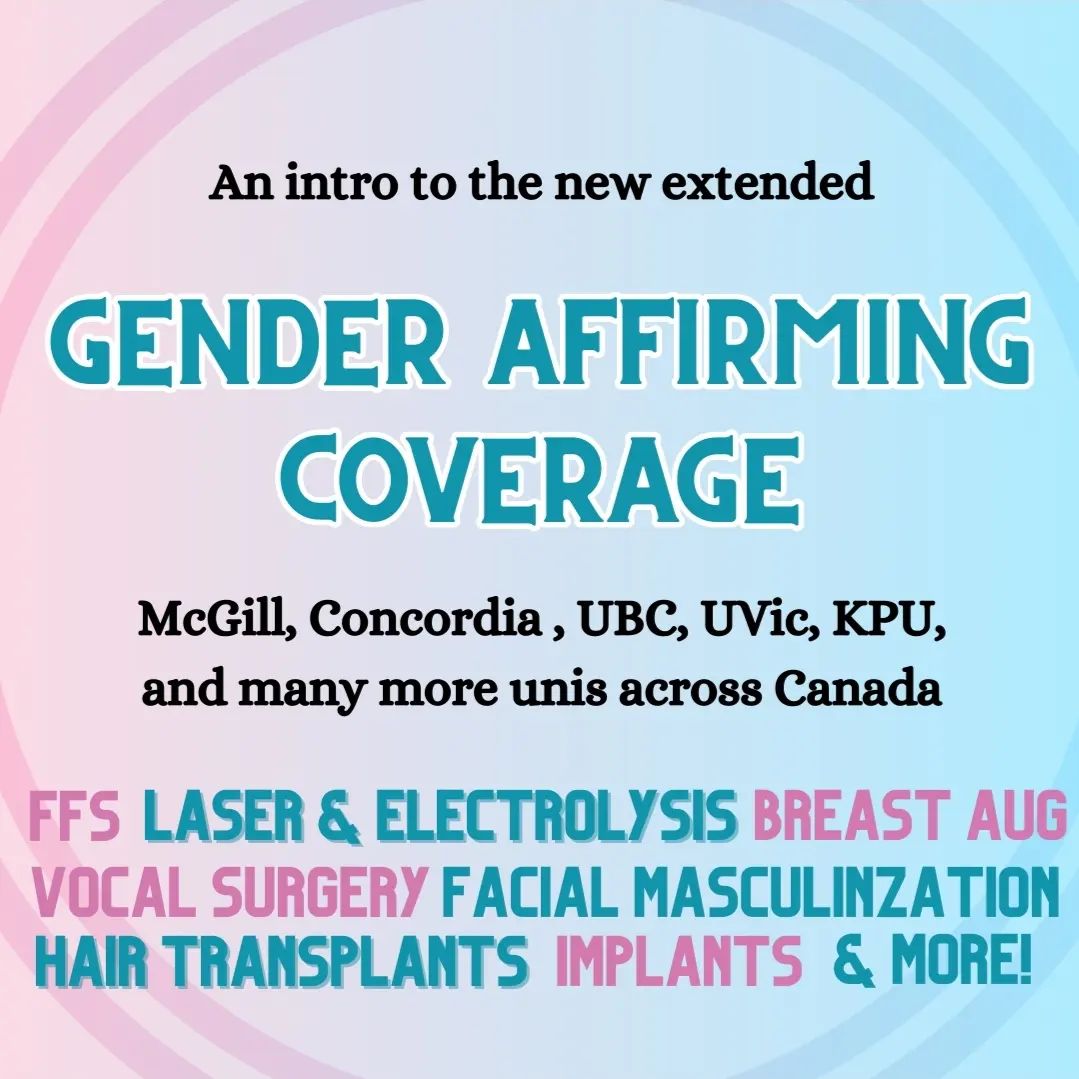 An intro to the new extended
GENDER AFFIRMING
COVERAGE
McGill, Concordia , UBC, UVic, KPU,
and many more unis across Canada
FFS LASER & ELECTROLYSIS BREAST AUG
VOCAL SURGERY FACIAL MASCULINZATION
HAIR TRANSPLANTS IMPLANTS & MORE!